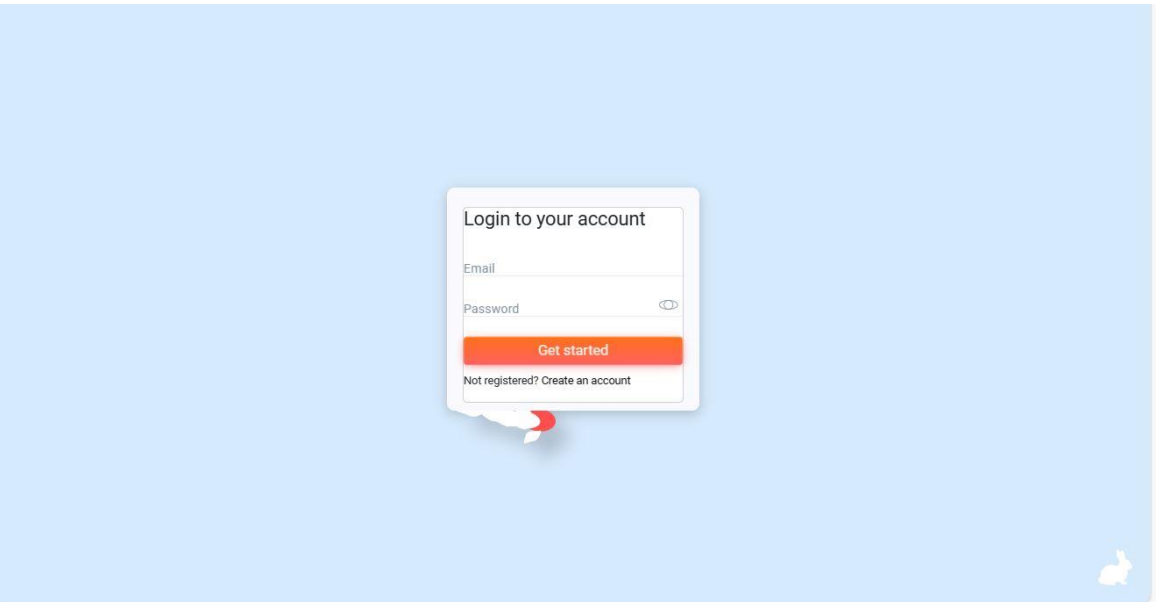 Login to your account
Email
Password
Get started
Not registered? Create an account